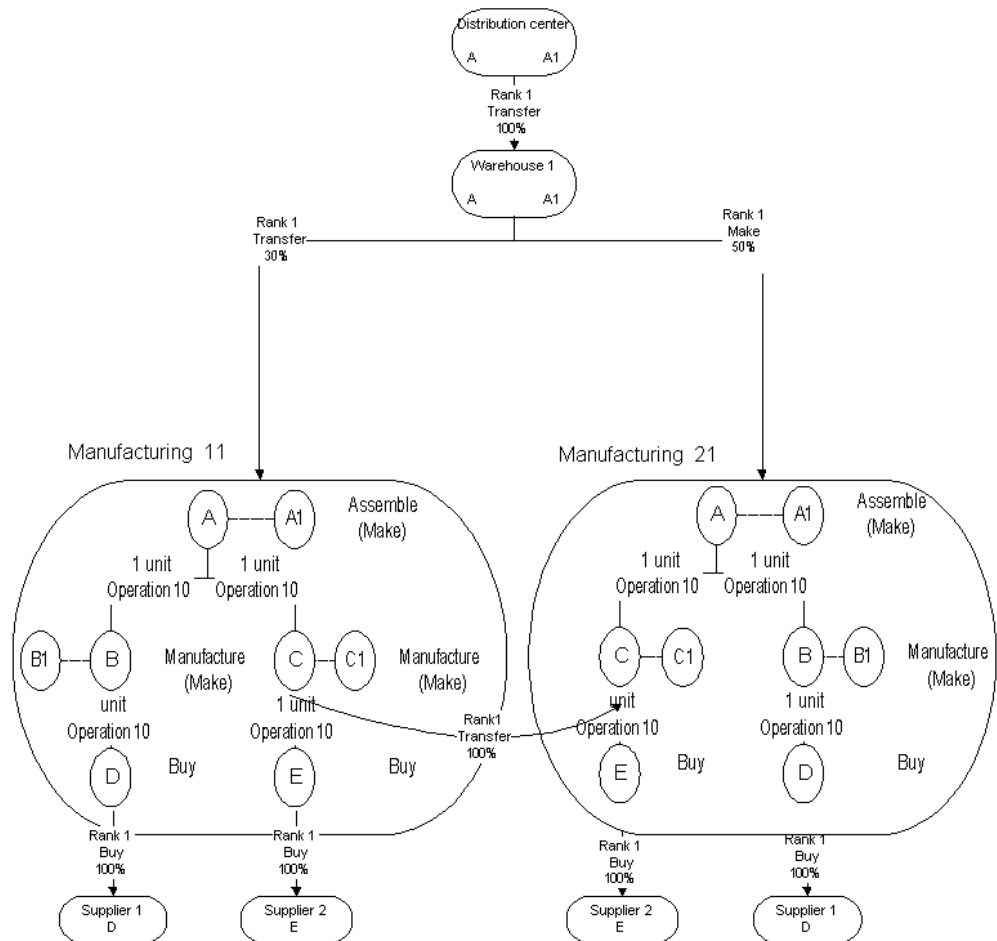 Distribution center
A A1
Rank 1
Transfer
100%
Warehouse 1
A A1
Rank 1
Transfer
30%
Rank 1
Make
50%
Manufacturing 11
A A1
Assemble
(Make)
1 unit 1 unit
Operation 10 Operation 10
B1 B
Manufacture
(Make)
C C1
Manufacture
(Make)
unit
Operation 10
1 unit
Operation 10
Rank1
Transfer
100%
D
Buy
E
Buy
Rank 1
Buy
100%
Rank 1
Buy
100%
Supplier 1
D
Supplier 2
E
Manufacturing 21
A A1
Assemble
(Make)
1 unit 1 unit
Operation 10 Operation 10
C C1
B B1
Manufacture
(Make)
unit
Operation 10
1 unit
Operation 10
E
Buy
D
Buy
Rank 1
Buy
100%
Rank 1
Buy
100%
Supplier 2
E
Supplier 1
D